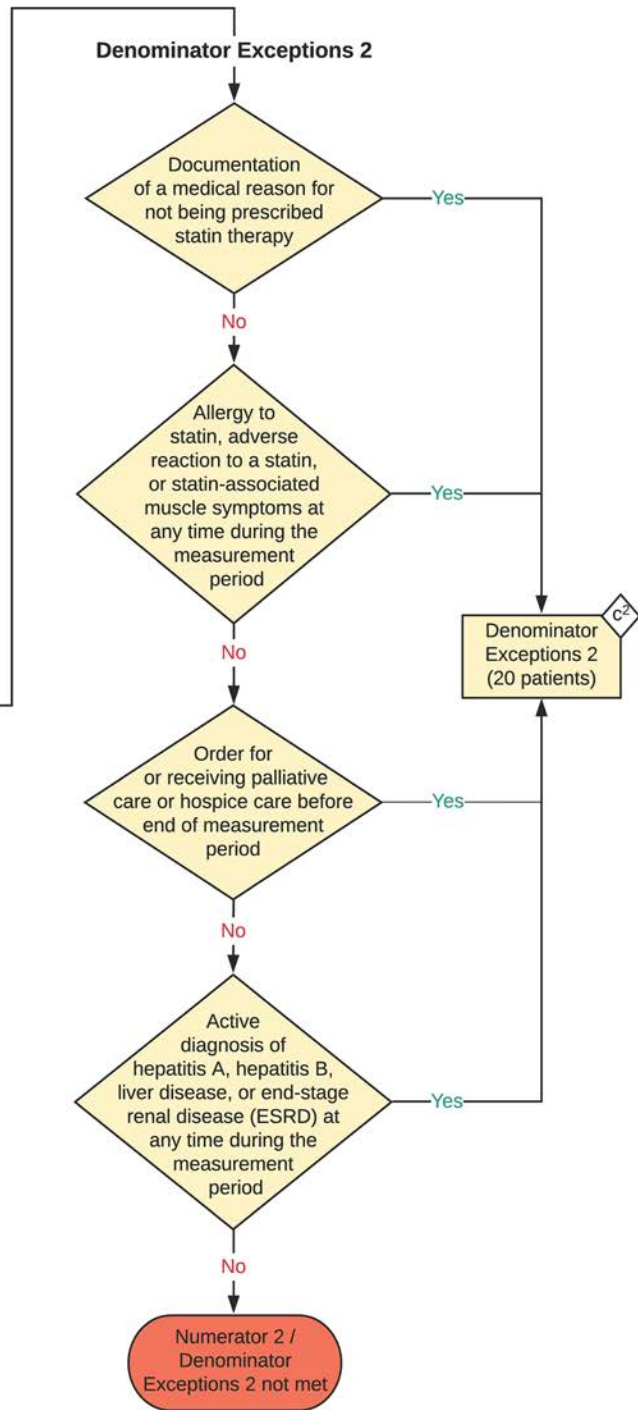 Denominator Exceptions 2
Documentation
of a medical reason for
not being prescribed
statin therapy
Yes
No
Allergy to
statin, adverse
reaction to a statin,
or statin-associated
muscle symptoms at
any time during the
measurement
period
Yes
c²
Denominator
Exceptions 2
(20 patients)
No
Order for
or receiving palliative
care or hospice care before
end of measurement
period
Yes
No
Active
diagnosis of
hepatitis A, hepatitis B,
liver disease, or end-stage
renal disease (ESRD) at
any time during the
measurement
period
Yes
No
Numerator 2 /
Denominator
Exceptions 2 not met